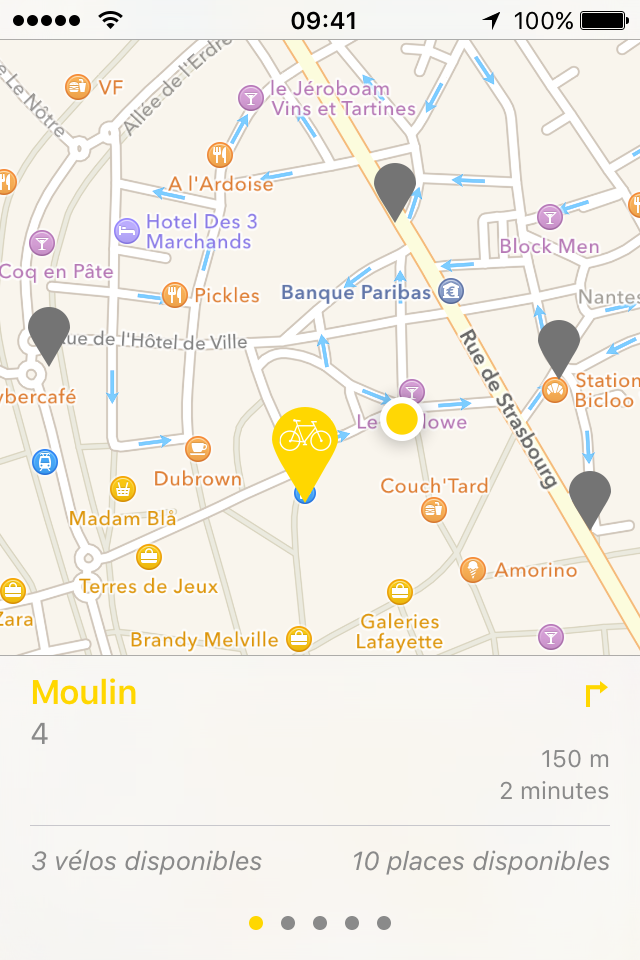 09:41
100%
Le Nôtre
VF
Allée de l'Erdre
le Jéroboam
Vins et Tartines
A l'Ardoise
Hotel Des 3
Marchands
Block Men
Coq en Pâte
Pickles
Banque Paribas
Nantes
Rue de l'Hôtel de Ville
Rue de Strasbourg
Station
Bicloo
ybercafé
Le
lowe
Dubrown
Couch'Tard
Madam Blå
Terres de Jeux
Amorino
Zara
Galeries
Lafayette
Brandy Melville
Moulin
4
150 m
2 minutes
3 vélos disponibles
10 places disponibles